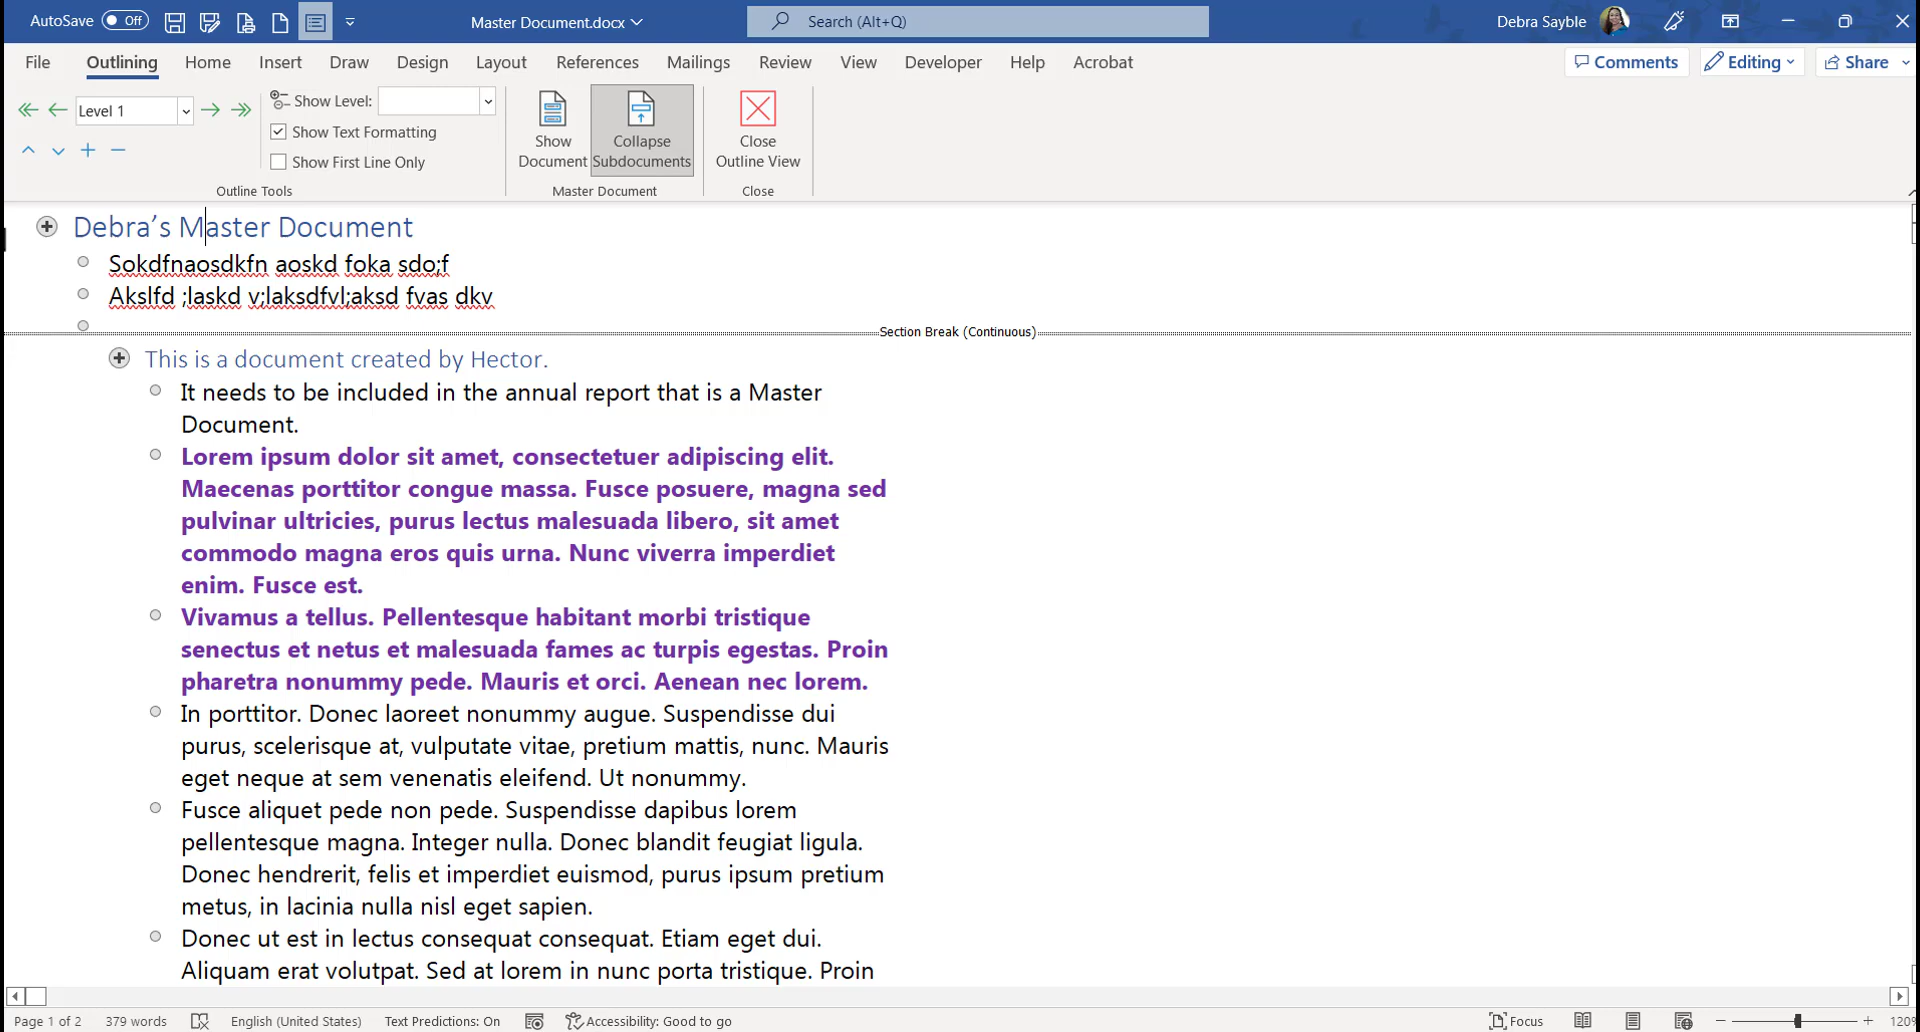 AutoSave Off Master Document.docx Search (Alt+Q) Debra Sayble
File Outlining Home Insert Draw Design Layout References Mailings Review View Developer Help Acrobat Comments Editing Share
Level 1 Show Level:
Show Text Formatting
Show First Line Only
Show Document
Collapse Subdocuments
Close Outline View
Outline Tools Master Document Close
Debra’s Master Document
Sokdfnaosdkfn aoskd foka sdo;f
Akslfd ;laskd v;laksdfvl;aksd fvas dkv
Section Break (Continuous)
This is a document created by Hector.
It needs to be included in the annual report that is a Master
Document.
Lorem ipsum dolor sit amet, consectetuer adipiscing elit.
Maecenas porttitor congue massa. Fusce posuere, magna sed
pulvinar ultricies, purus lectus malesuada libero, sit amet
commodo magna eros quis urna. Nunc viverra imperdiet
enim. Fusce est.
Vivamus a tellus. Pellentesque habitant morbi tristique
senectus et netus et malesuada fames ac turpis egestas. Proin
pharetra nonummy pede. Mauris et orci. Aenean nec lorem.
In porttitor. Donec laoreet nonummy augue. Suspendisse dui
purus, scelerisque at, vulputate vitae, pretium mattis, nunc. Mauris
eget neque at sem venenatis eleifend. Ut nonummy.
Fusce aliquet pede non pede. Suspendisse dapibus lorem
pellentesque magna. Integer nulla. Donec blandit feugiat ligula.
Donec hendrerit, felis et imperdiet euismod, purus ipsum pretium
metus, in lacinia nulla nisl eget sapien.
Donec ut est in lectus consequat consequat. Etiam eget dui.
Aliquam erat volutpat. Sed at lorem in nunc porta tristique. Proin
Page 1 of 2 379 words English (United States) Text Predictions: On Accessibility: Good to go Focus 120%